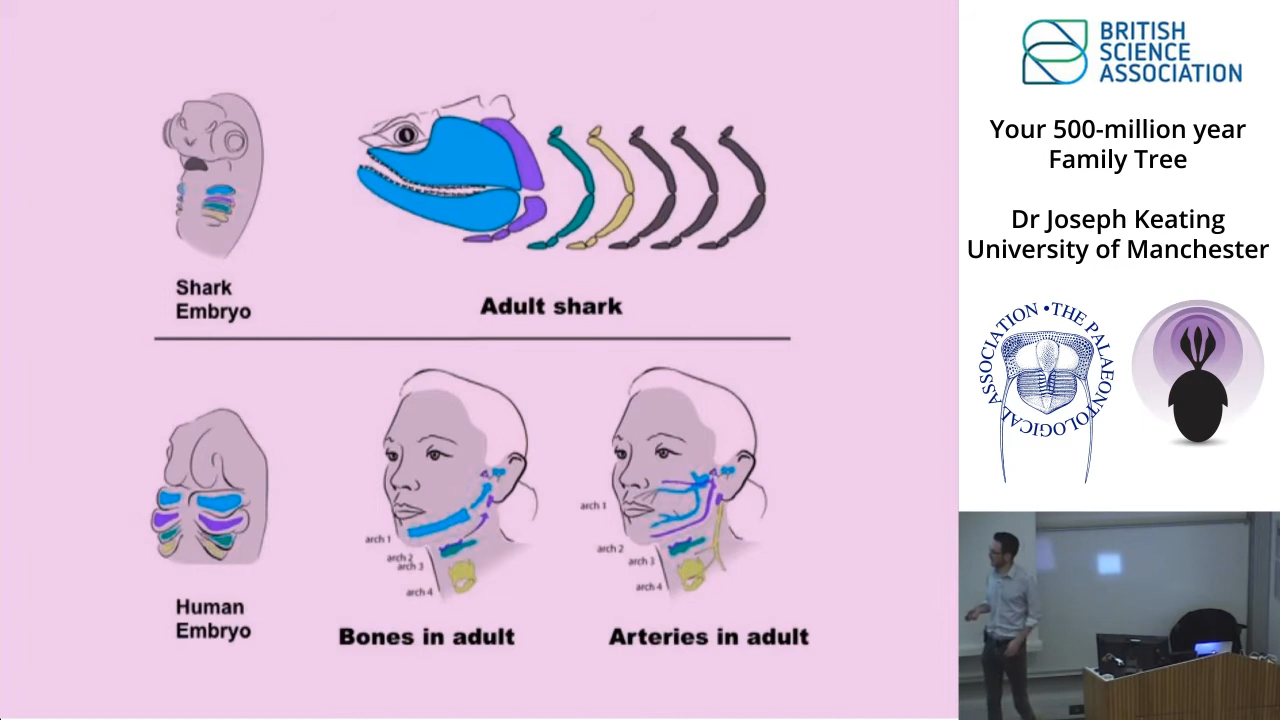 Shark
Embryo
Adult shark
Human
Embryo
arch 1
arch 2
arch 3
arch 4
Bones in adult
arch 1
arch 2
arch 3
arch 4
Arteries in adult
BRITISH
SCIENCE
ASSOCIATION
Your 500-million year
Family Tree
Dr Joseph Keating
University of Manchester
ASSOCIATION • THE PALAEONTOLOGICAL